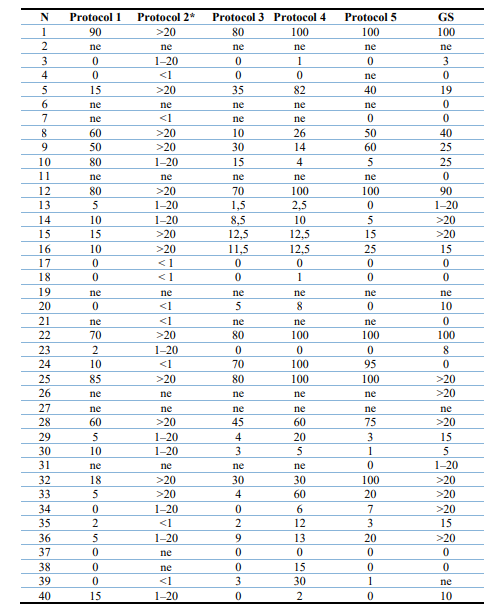 N Protocol 1 Protocol 2* Protocol 3 Protocol 4 Protocol 5 GS
1 90 >20 80 100 100 100
2 ne ne ne ne ne ne
3 0 1–20 0 1 0 3
4 0 <1 0 0 ne 0
5 15 >20 35 82 40 19
6 ne ne ne ne ne 0
7 ne <1 ne ne 0 0
8 60 >20 10 26 50 40
9 50 >20 30 14 60 25
10 80 1–20 15 4 5 25
11 ne ne ne ne ne 0
12 80 >20 70 100 100 90
13 5 1–20 1,5 2,5 0 1–20
14 10 1–20 8,5 10 5 >20
15 15 >20 12,5 12,5 15 >20
16 10 >20 11,5 12,5 25 15
17 0 < 1 0 0 0 0
18 0 < 1 0 1 0 0
19 ne ne ne ne ne ne
20 0 <1 5 8 0 10
21 ne <1 ne ne ne 0
22 70 >20 80 100 100 100
23 2 1–20 0 0 0 8
24 10 <1 70 100 95 0
25 85 >20 80 100 100 >20
26 ne ne ne ne ne >20
27 ne ne ne ne ne ne
28 60 >20 45 60 75 >20
29 5 1–20 4 20 3 15
30 10 1–20 3 5 1 5
31 ne ne ne ne 0 1–20
32 18 >20 30 30 100 >20
33 5 >20 4 60 20 >20
34 0 1–20 0 6 7 >20
35 2 <1 2 12 3 15
36 5 1–20 9 13 20 >20
37 0 ne 0 0 0 0
38 0 ne 0 15 0 0
39 0 <1 3 30 1 ne
40 15 1–20 0 2 0 10